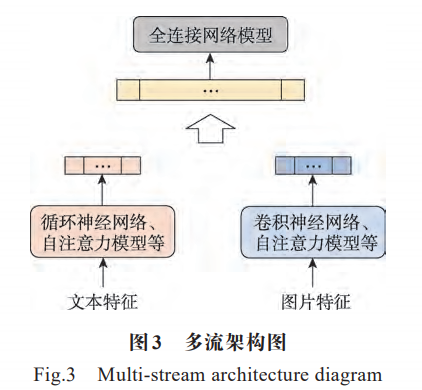 全连接网络模型
...
... ...
循环神经网络、 卷积神经网络、
自注意力模型等 自注意力模型等
文本特征 图片特征
图3 多流架构图
Fig.3 Multi-stream architecture diagram